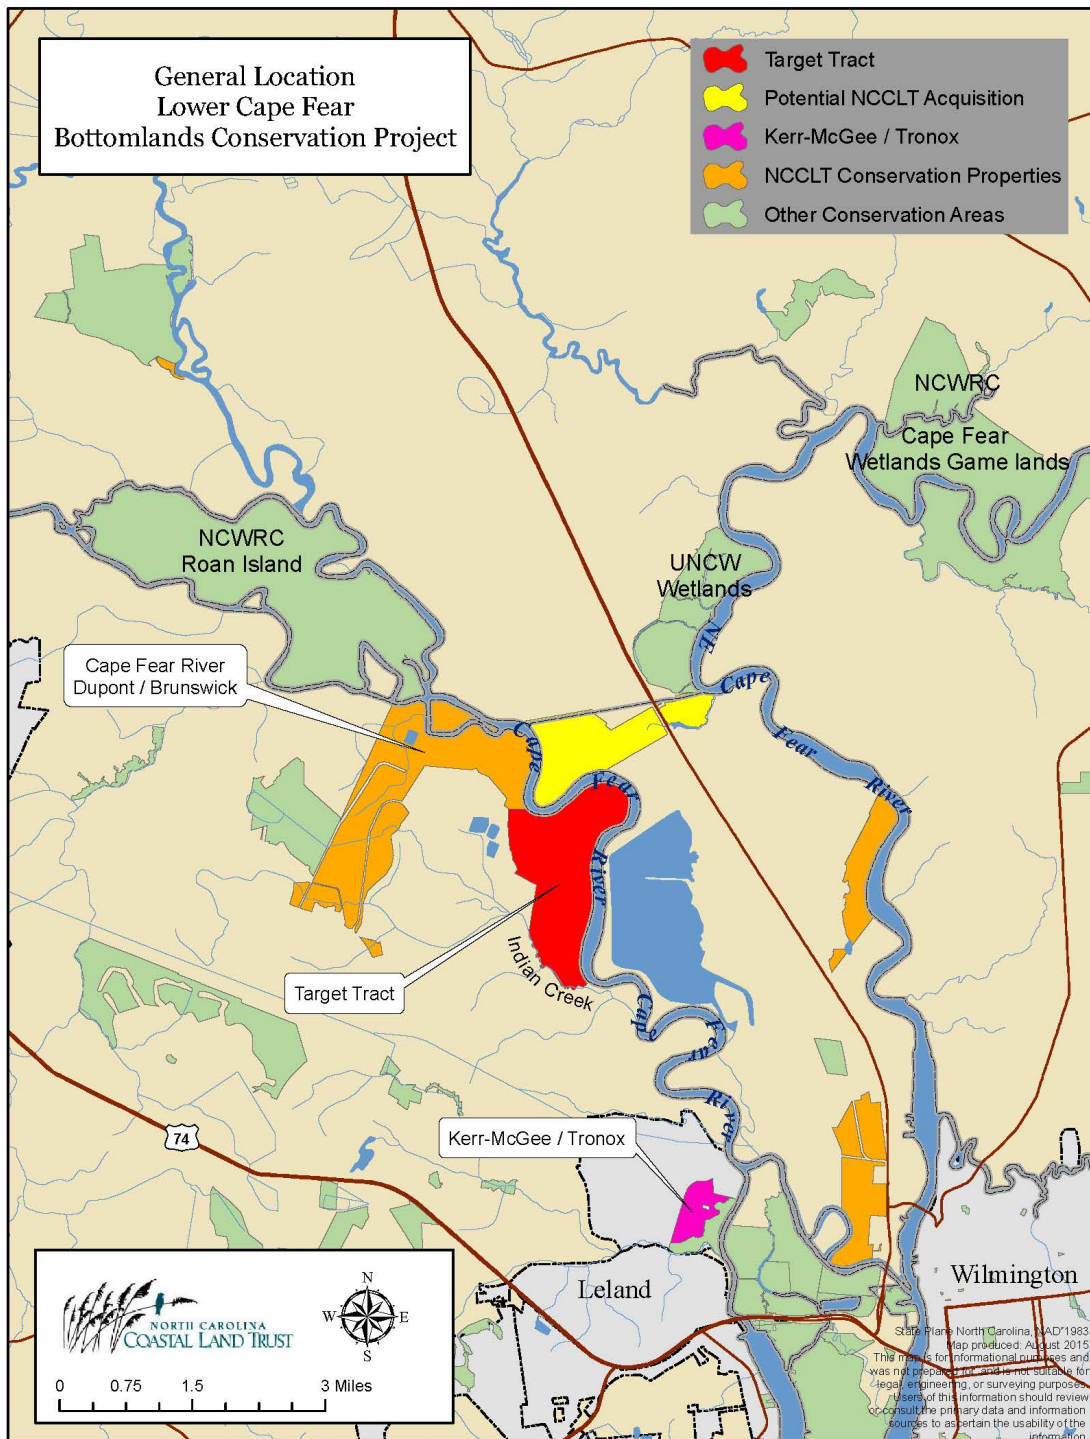 General Location
Lower Cape Fear
Bottomlands Conservation Project
Target Tract
Potential NCCLT Acquisition
Kerr-McGee / Tronox
NCCLT Conservation Properties
Other Conservation Areas
NCWRC
Cape Fear
Wetlands Game lands
NCWRC
Roan Island
UNCW
Wetlands
NE
Cape
Fear
River
Cape Fear River
Dupont / Brunswick
Cape
Fear
River
Target Tract
Indian Creek
Cape
Fear
River
74
Kerr-McGee / Tronox
Leland
Wilmington
NORTH CAROLINA
COASTAL LAND TRUST
N
W E
S
0 0.75 1.5 3 Miles
State Plane North Carolina, NAD 1983
Map produced: August 2015
This map is for informational purposes and
was not prepared for, and is not suitable for
legal, engineering, or surveying purposes.
Users of this information should review
or consult the primary data and information
sources to ascertain the usability of the
information